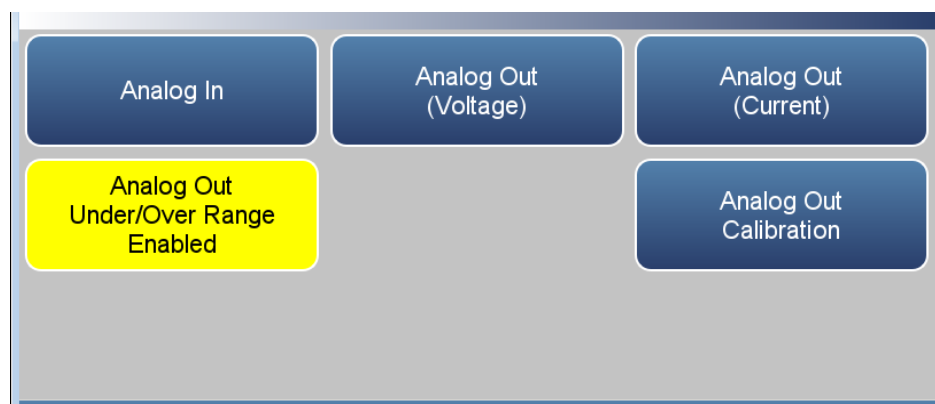 Analog In
Analog Out
(Voltage)
Analog Out
(Current)
Analog Out
Under/Over Range
Enabled
Analog Out
Calibration